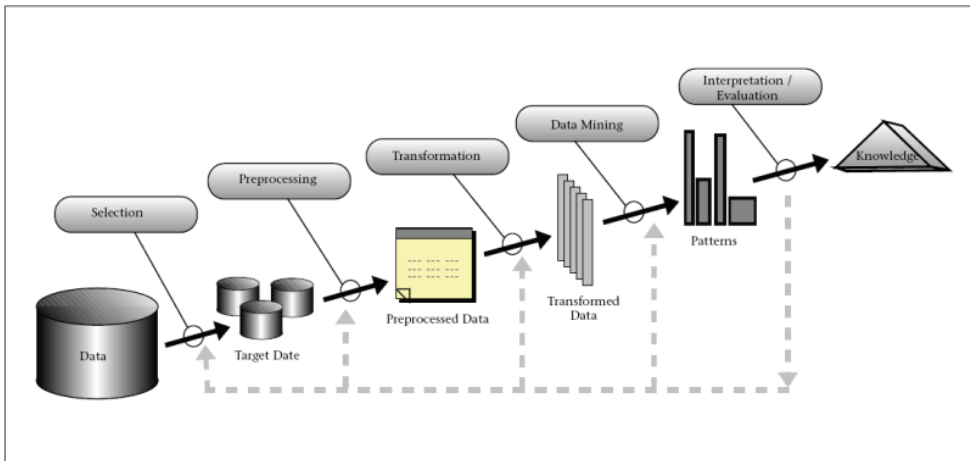 Interpretation /
Evaluation
Data Mining
Transformation
Preprocessing
Selection
Knowledge
Patterns
Transformed
Data
Preprocessed Data
Target Date
Data